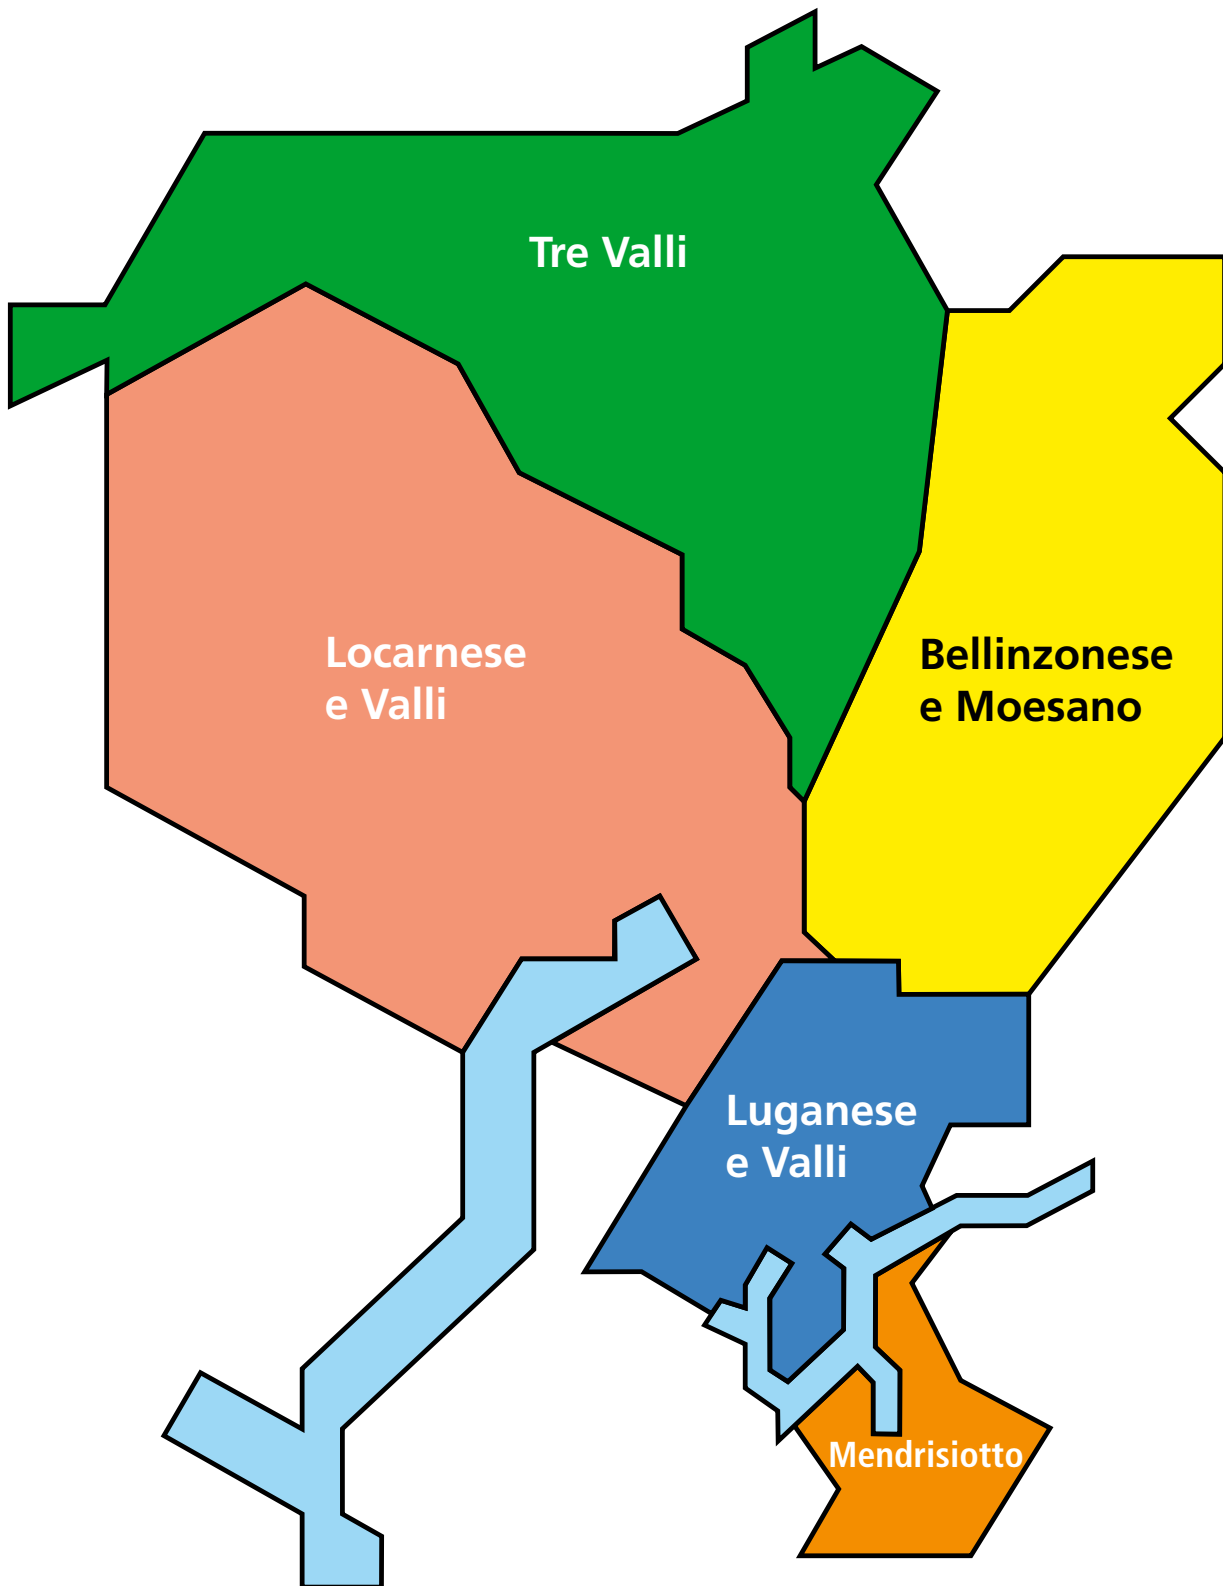 Tre Valli
Locarnese
e Valli
Bellinzonese
e Moesano
Luganese
e Valli
Mendrisiotto